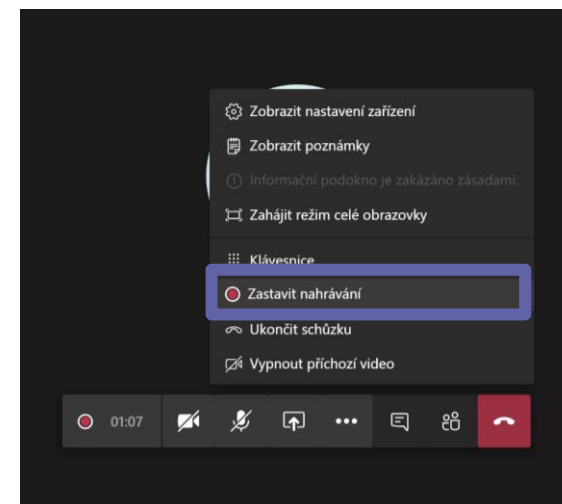 Zobrazit nastavení zařízení
Zobrazit poznámky
Informační podokno je zakázáno zásadami.
Zahájit režim celé obrazovky
Klávesnice
Zastavit nahrávání
Ukončit schůzku
Vypnout příchozí video
01:07